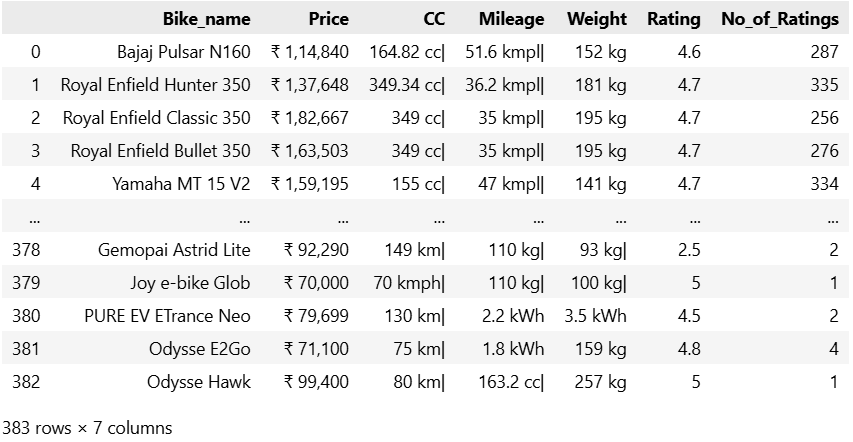 Bike_name Price CC Mileage Weight Rating No_of_Ratings
0 Bajaj Pulsar N160 ₹ 1,14,840 164.82 cc| 51.6 kmpl| 152 kg 4.6 287
1 Royal Enfield Hunter 350 ₹ 1,37,648 349.34 cc| 36.2 kmpl| 181 kg 4.7 335
2 Royal Enfield Classic 350 ₹ 1,82,667 349 cc| 35 kmpl| 195 kg 4.7 256
3 Royal Enfield Bullet 350 ₹ 1,63,503 349 cc| 35 kmpl| 195 kg 4.7 276
4 Yamaha MT 15 V2 ₹ 1,59,195 155 cc| 47 kmpl| 141 kg 4.7 334
... ... ... ... ... ... ... ...
378 Gemopai Astrid Lite ₹ 92,290 149 km| 110 kg| 93 kg| 2.5 2
379 Joy e-bike Glob ₹ 70,000 70 kmph| 110 kg| 100 kg| 5 1
380 PURE EV ETrance Neo ₹ 79,699 130 km| 2.2 kWh 3.5 kWh 4.5 2
381 Odysse E2Go ₹ 71,100 75 km| 1.8 kWh 159 kg 4.8 4
382 Odysse Hawk ₹ 99,400 80 km| 163.2 cc| 257 kg 5 1
383 rows × 7 columns